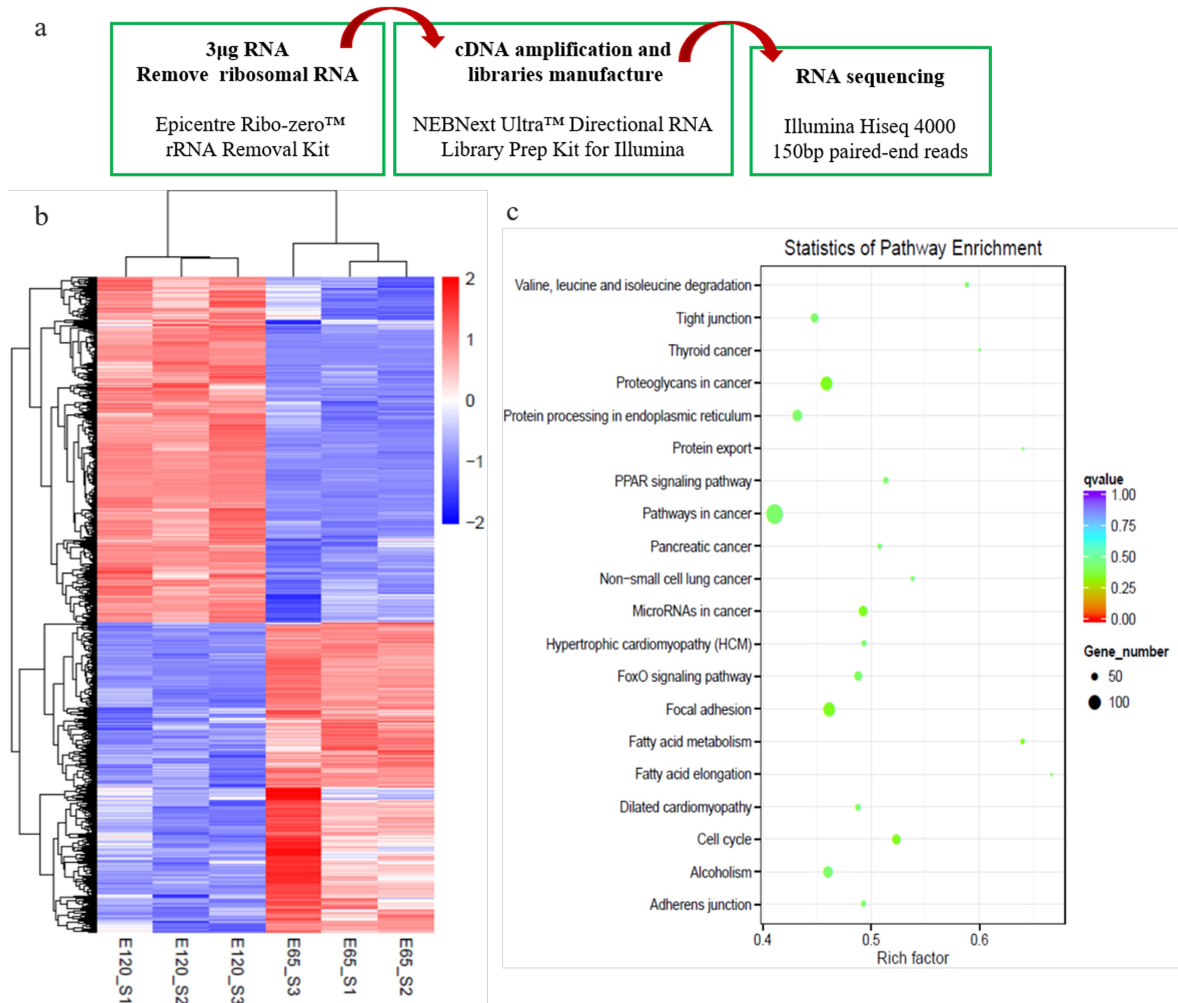 a
3μg RNA
Remove ribosomal RNA
Epicentre Ribo-zero™
rRNA Removal Kit
cDNA amplification and
libraries manufacture
NEBNext Ultra™ Directional RNA
Library Prep Kit for Illumina
RNA sequencing
Illumina Hiseq 4000
150bp paired-end reads
b
2
1
0
−1
−2
E120_S1
E120_S2
E120_S3
E65_S3
E65_S1
E65_S2
c
Statistics of Pathway Enrichment
Valine, leucine and isoleucine degradation
Tight junction
Thyroid cancer
Proteoglycans in cancer
Protein processing in endoplasmic reticulum
Protein export
PPAR signaling pathway
Pathways in cancer
Pancreatic cancer
Non−small cell lung cancer
MicroRNAs in cancer
Hypertrophic cardiomyopathy (HCM)
FoxO signaling pathway
Focal adhesion
Fatty acid metabolism
Fatty acid elongation
Dilated cardiomyopathy
Cell cycle
Alcoholism
Adherens junction
0.4 0.5 0.6
Rich factor
qvalue
1.00
0.75
0.50
0.25
0.00
Gene_number
50
100